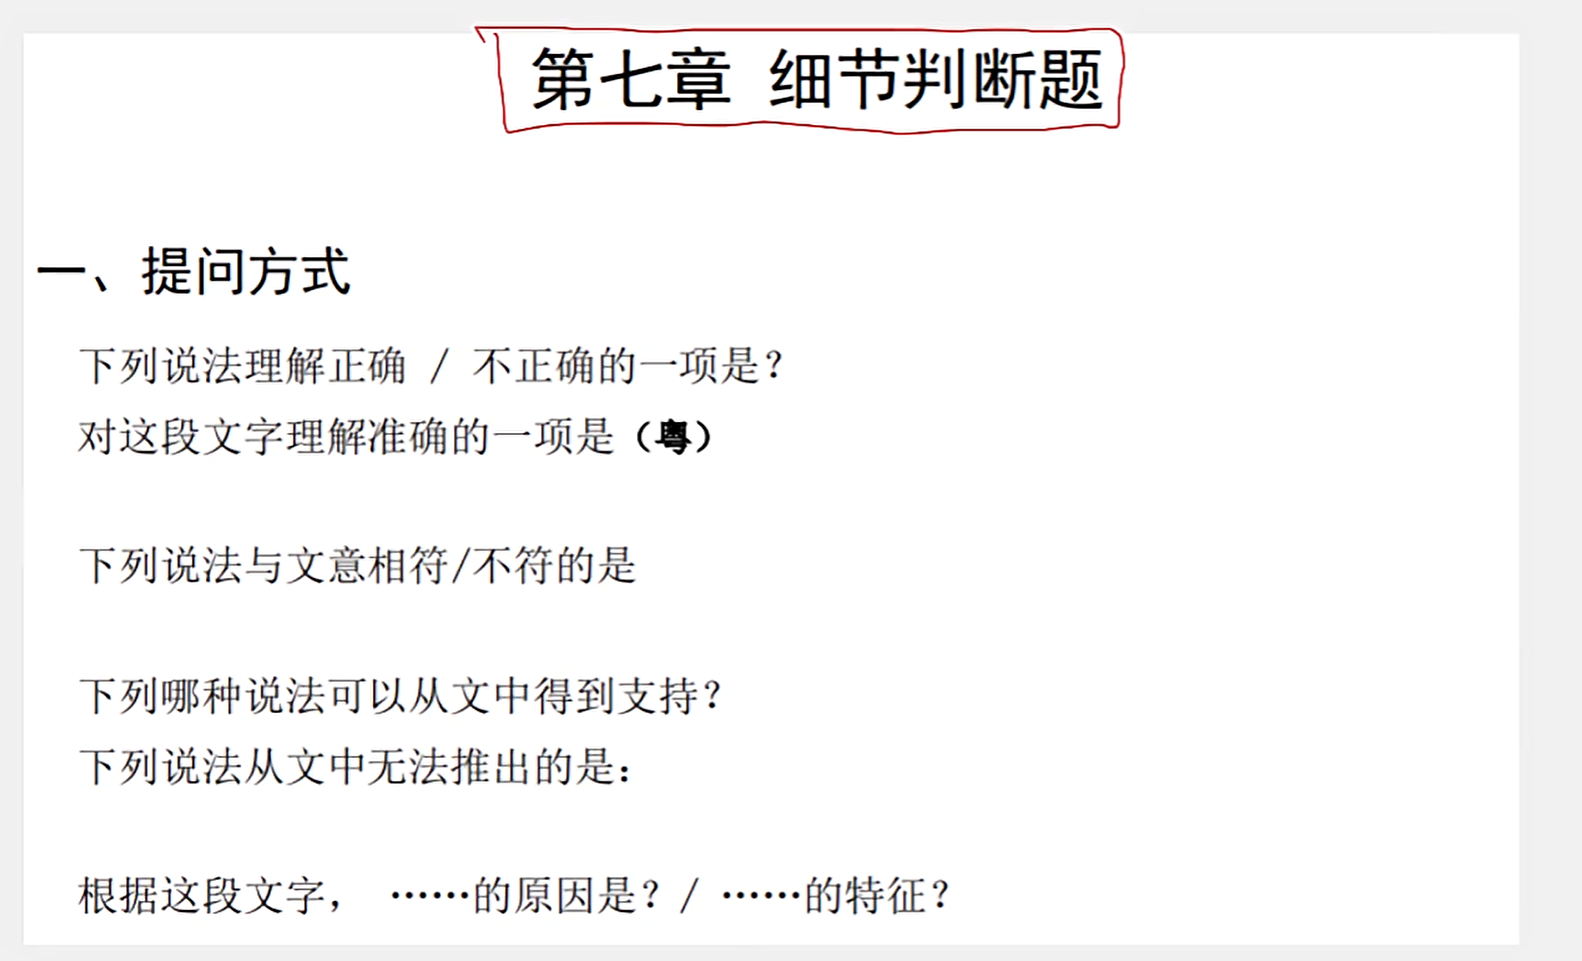 第七章 细节判断题
一、提问方式
下列说法理解正确 / 不正确的一项是？
对这段文字理解准确的一项是（粤）
下列说法与文意相符/不符的是
下列哪种说法可以从文中得到支持？
下列说法从文中无法推出的是：
根据这段文字， ……的原因是？/ ……的特征？